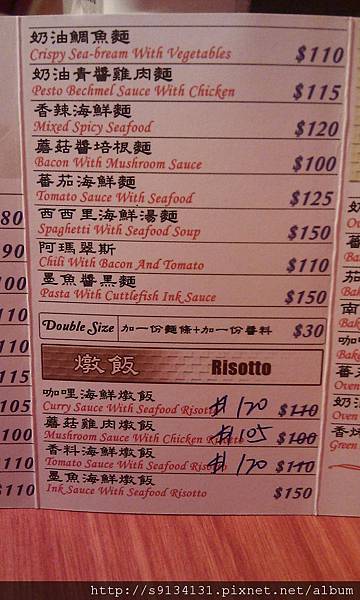 奶油鯛魚麵
Crispy Sea-bream With Vegetables $110
奶油青醬雞肉麵
Pesto Bechmel Sauce With Chicken $115
香辣海鮮麵
Mixed Spicy Seafood $120
蘑菇醬培根麵
Bacon With Mushroom Sauce $100
蕃茄海鮮麵
Tomato Sauce With Seafood $125
西西里海鮮湯麵
Spaghetti With Seafood Soup $150
阿瑪翠斯
Chili With Bacon And Tomato $110
墨魚醬黑麵
Pasta With Cuttlefish Ink Sauce $150
Double Size 加一份麵條+加一份醬料 $30
燉飯 Risotto
咖哩海鮮燉飯
Curry Sauce With Seafood Risotto $120 $110
蘑菇雞肉燉飯
Mushroom Sauce With Chicken Risotto $105 $100
香料海鮮燉飯
Tomato Sauce With Seafood Risotto $120 $110
墨魚海鮮燉飯
Ink Sauce With Seafood Risotto $150
80
90
100
110
110
115
105
100
110
$110
http://s9134131.pixnet.net/album